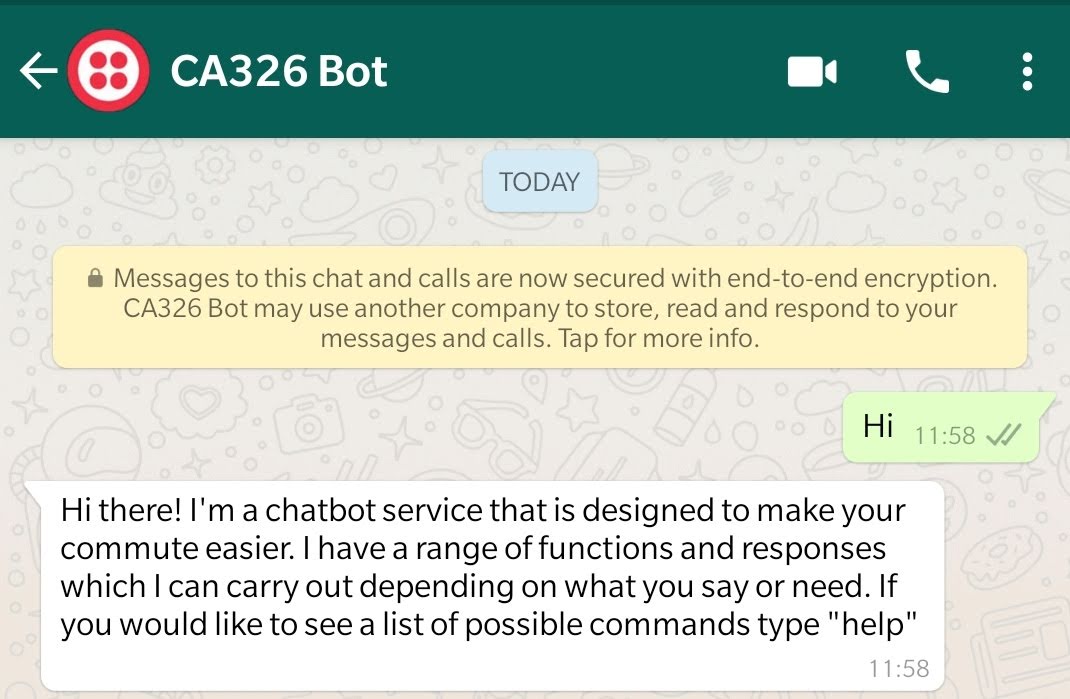 CA326 Bot
TODAY
Messages to this chat and calls are now secured with end-to-end encryption.
CA326 Bot may use another company to store, read and respond to your
messages and calls. Tap for more info.
Hi 11:58
Hi there! I'm a chatbot service that is designed to make your
commute easier. I have a range of functions and responses
which I can carry out depending on what you say or need. If
you would like to see a list of possible commands type "help"
11:58